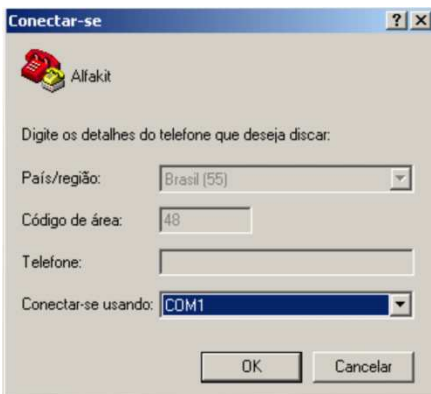 Conectar-se
Alfakit
Digite os detalhes do telefone que deseja discar:
País/região: Brasil (55)
Código de área: 48
Telefone:
Conectar-se usando: COM1
OK Cancelar